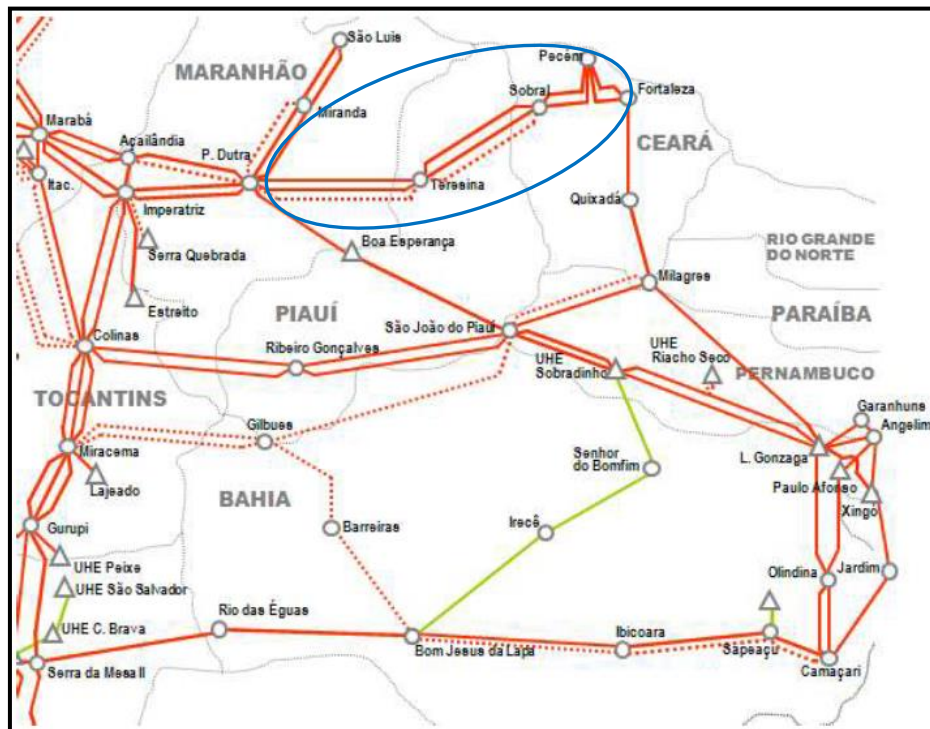 São Luis
Pecém
MARANHÃO
Sobral
Fortaleza
Miranda
Marabá
Açailândia
CEARÁ
P. Dutra
Teresina
Itac.
Imperatriz
Quixadá
Boa Esperança
RIO GRANDE
DO NORTE
Serra Quebrada
Milagres
Estreito
PIAUÍ
PARAÍBA
São João do Piauí
Colinas
UHE
Riacho Seco
Ribeiro Gonçalves
UHE
Sobradinho
PERNAMBUCO
TOCANTINS
Garanhuns
Gilbues
Angelim
Miracema
L. Gonzaga
Senhor
do Bomfim
Lajeado
Paulo Afonso
BAHIA
Xingó
Irecê
Gurupi
Barreiras
UHE Peixe
Olindina
Jardim
UHE São Salvador
Rio das Éguas
UHE C. Brava
Ibicoara
Bom Jesus da Lapa
Sapeaçu
Serra da Mesa II
Camaçari